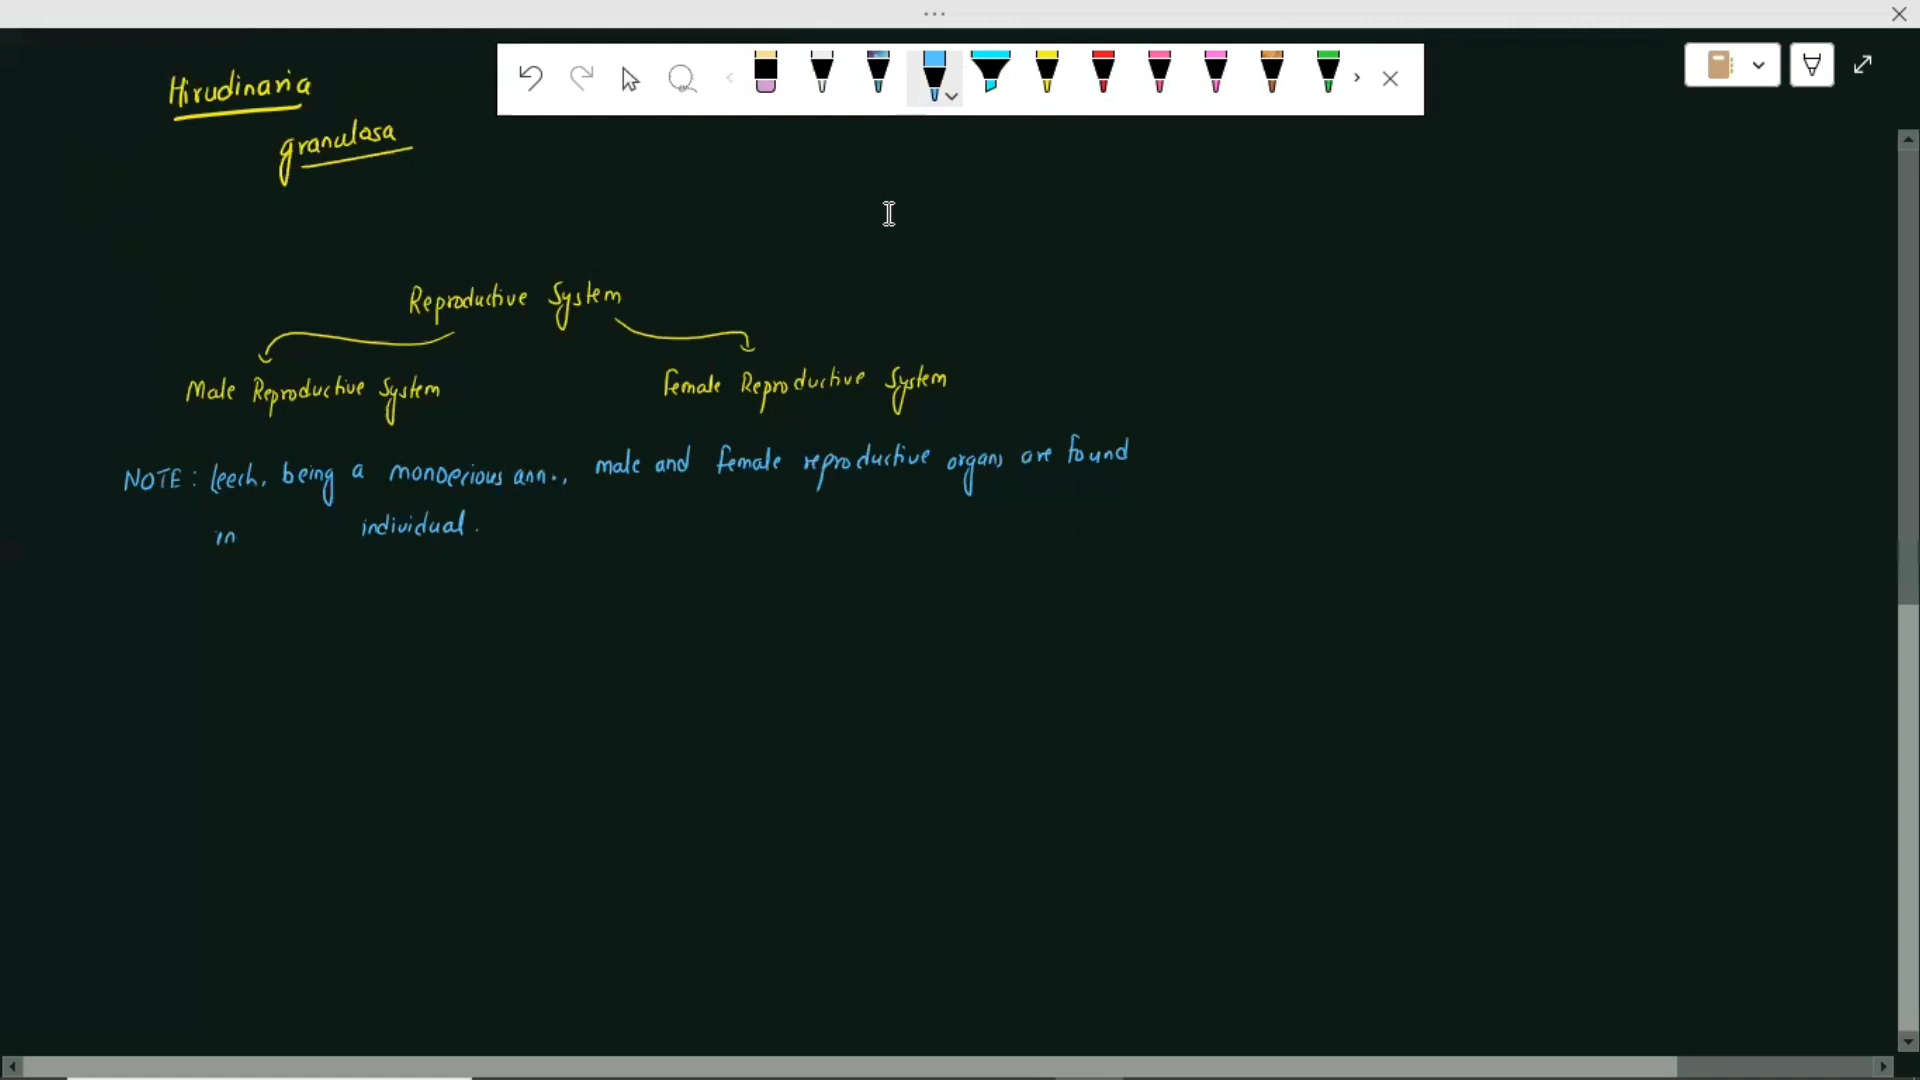 Hirudinaria
granulasa
Reproductive System
Male Reproductive System
Female Reproductive System
NOTE: Leech, being a monoecious ann., male and female reproductive organs are found
in individual.